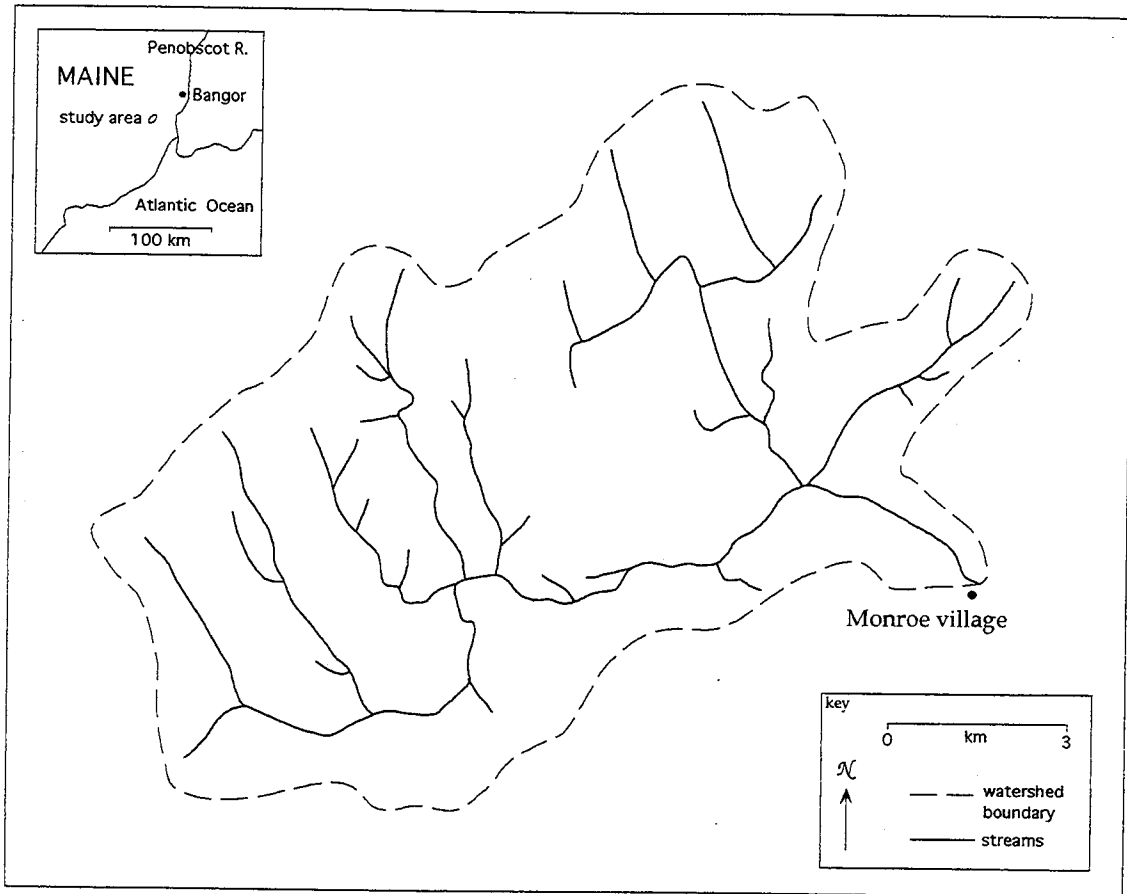 Penobscot R.
MAINE
Bangor
study area
Atlantic Ocean
100 km
Monroe village
key
0 km 3
N
watershed
boundary
streams